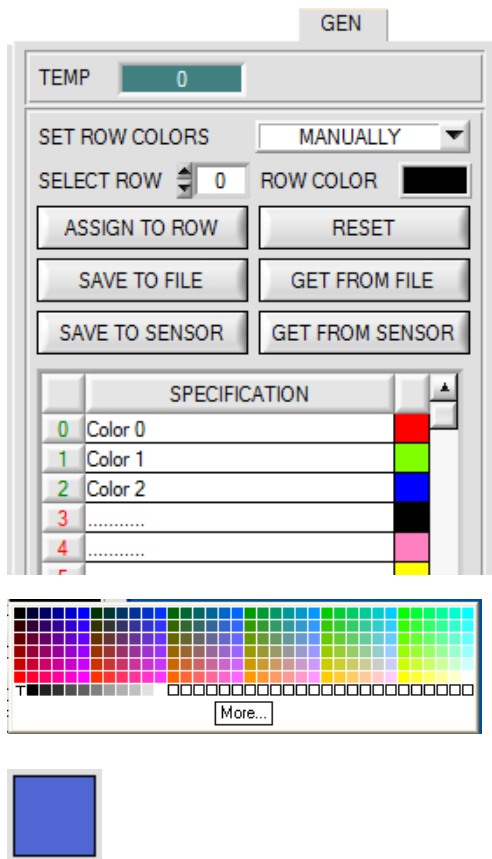 GEN
TEMP 0
SET ROW COLORS MANUALLY
SELECT ROW 0 ROW COLOR
ASSIGN TO ROW RESET
SAVE TO FILE GET FROM FILE
SAVE TO SENSOR GET FROM SENSOR
SPECIFICATION
0 Color 0
1 Color 1
2 Color 2
3 ...........
4 ...........
T
More...